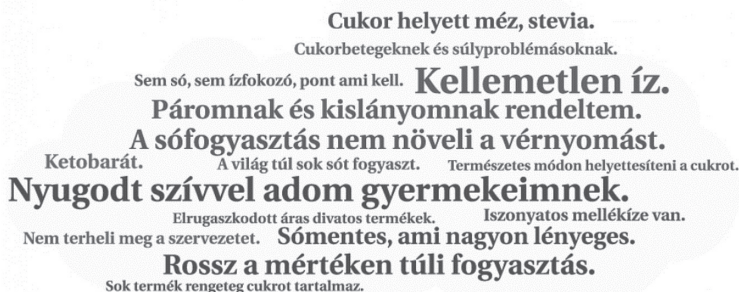 Cukor helyett méz, stevia.
Cukorbetegeknek és súlyproblémásoknak.
Sem só, sem ízfokozó, pont ami kell. Kellemetlen íz.
Páromnak és kislányomnak rendeltem.
A sófogyasztás nem növeli a vérnyomást.
Ketobarát. A világ túl sok sót fogyaszt. Természetes módon helyettesíteni a cukrot.
Nyugodt szívvel adom gyermekeimnek.
Elrugaszkodott áras divatos termékek. Iszonyatos mellékíze van.
Nem terheli meg a szervezetet. Sómentes, ami nagyon lényeges.
Rossz a mértéken túli fogyasztás.
Sok termék rengeteg cukrot tartalmaz.